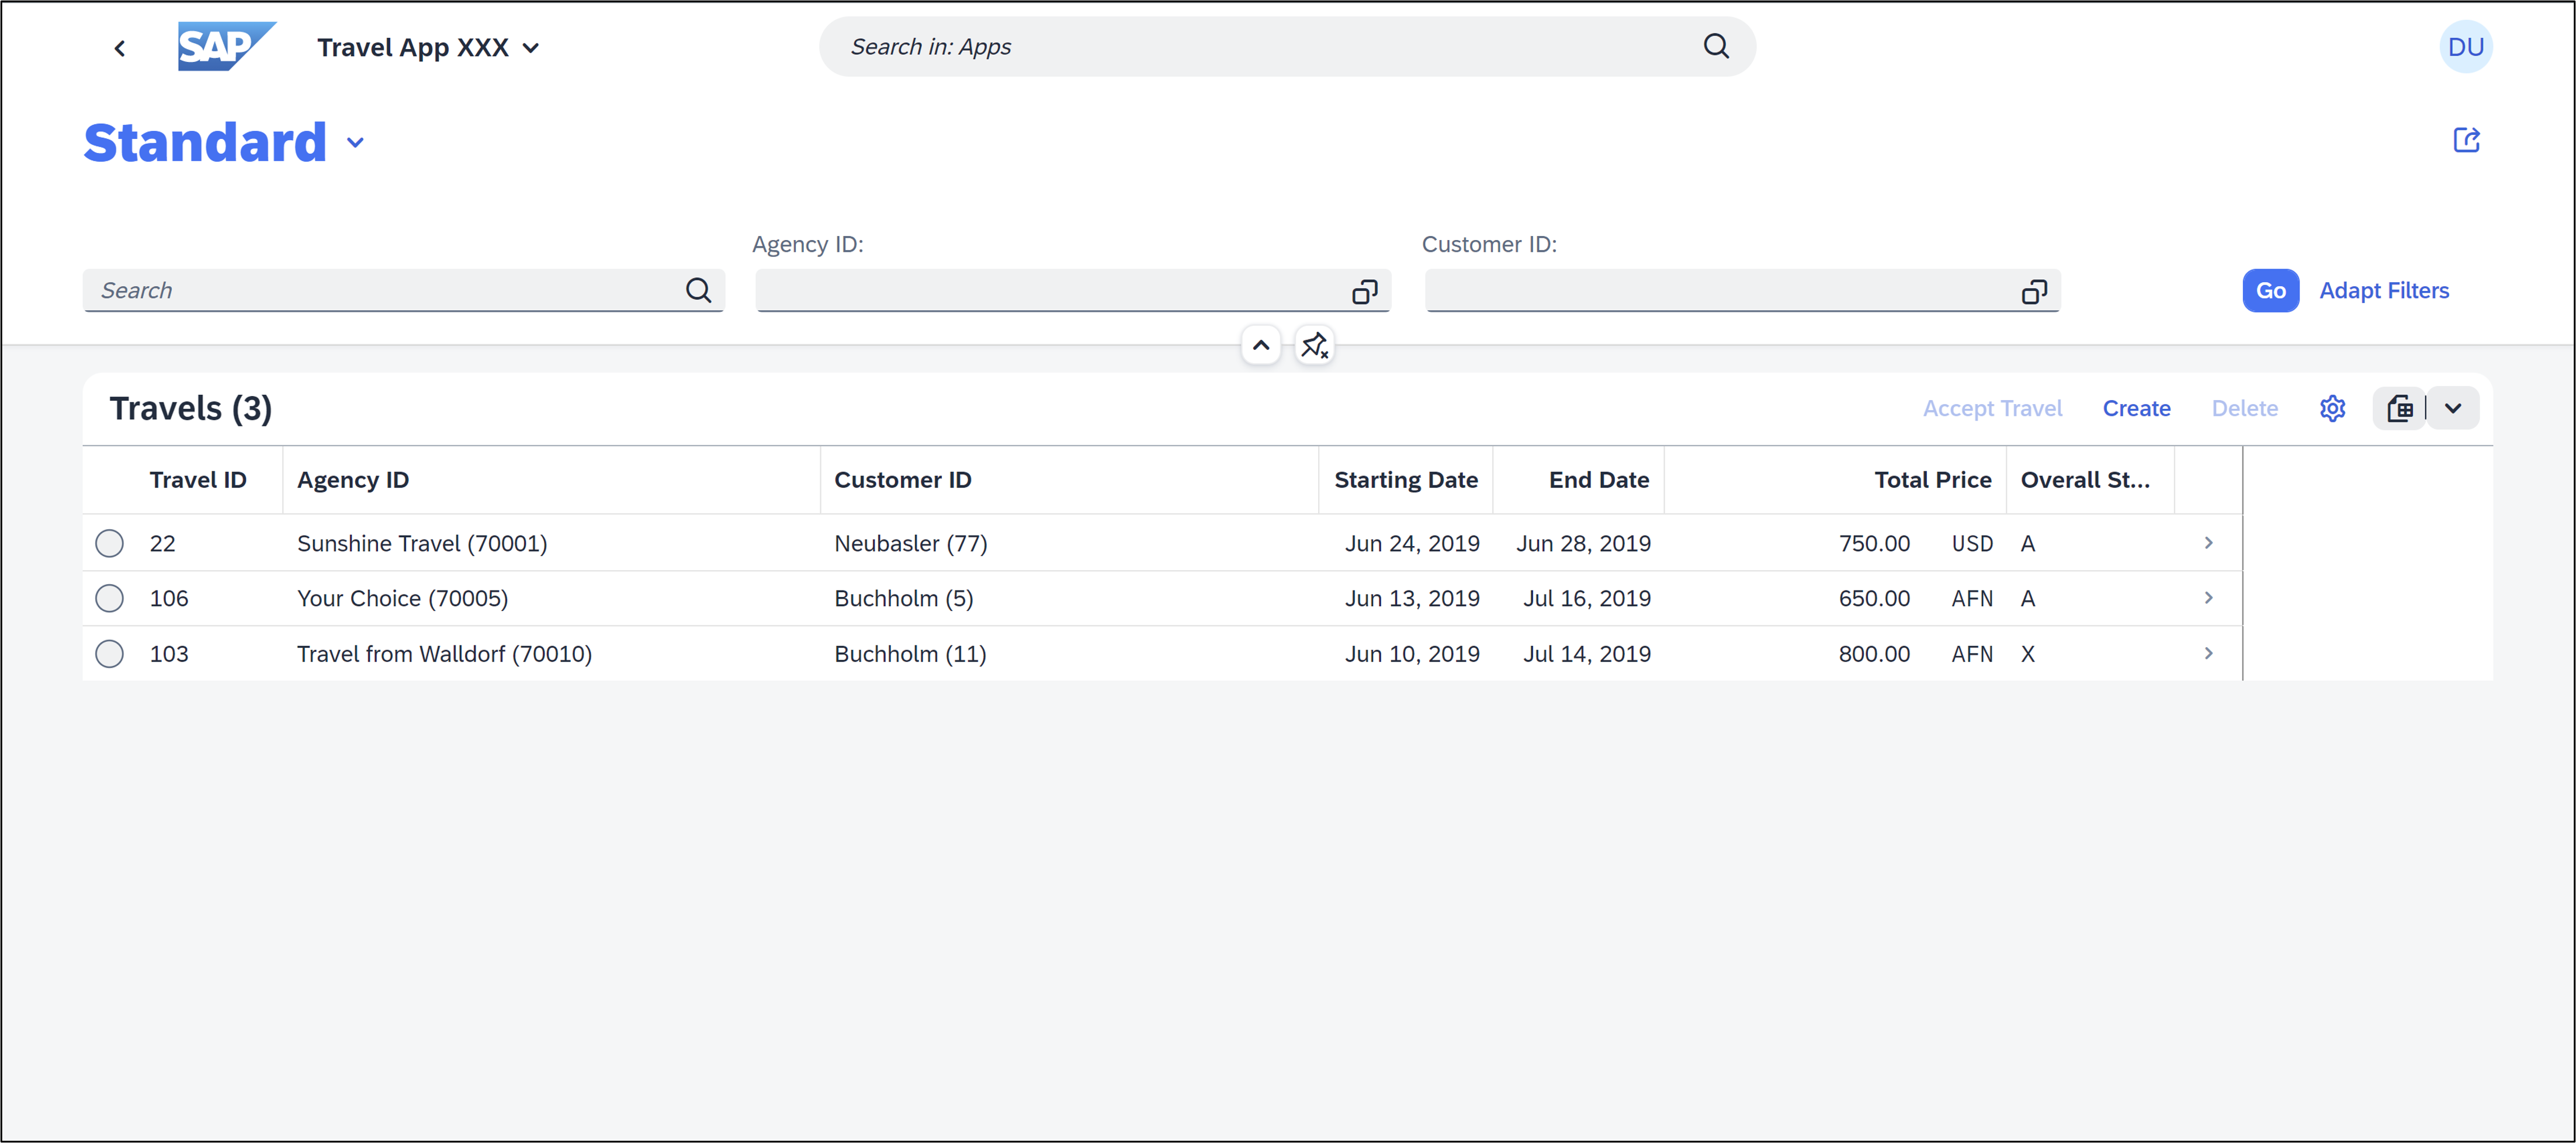 SAP Travel App XXX Search in: Apps DU
Standard
Agency ID: Customer ID:
Search Go Adapt Filters
Travels (3) Accept Travel Create Delete
Travel ID Agency ID Customer ID Starting Date End Date Total Price Overall St...
22 Sunshine Travel (70001) Neubasler (77) Jun 24, 2019 Jun 28, 2019 750.00 USD A
106 Your Choice (70005) Buchholm (5) Jun 13, 2019 Jul 16, 2019 650.00 AFN A
103 Travel from Walldorf (70010) Buchholm (11) Jun 10, 2019 Jul 14, 2019 800.00 AFN X